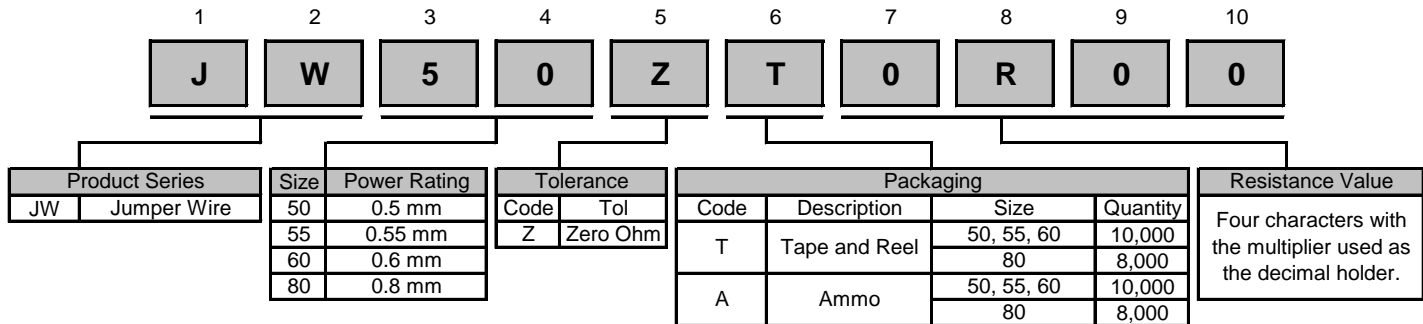 1 2 3 4 5 6 7 8 9 10
J W 5 0 Z T 0 R 0 0
Product Series
JW Jumper Wire
Size Power Rating
50 0.5 mm
55 0.55 mm
60 0.6 mm
80 0.8 mm
Tolerance
Code Tol
Z Zero Ohm
Packaging
Code Description Size Quantity
T Tape and Reel 50, 55, 60 10,000
80 8,000
A Ammo 50, 55, 60 10,000
80 8,000
Resistance Value
Four characters with
the multiplier used as
the decimal holder.